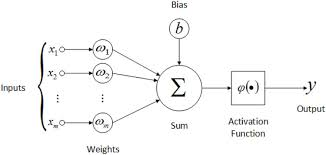 Bias
b
x₁ ω₁
x₂ ω₂
Inputs Σ φ(•) y
⋮ ⋮ Output
xₘ ωₘ Sum Activation
Function
Weights